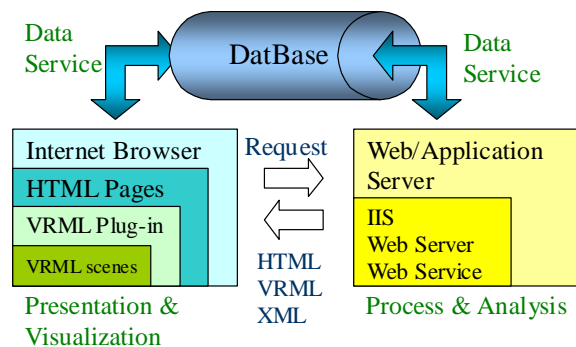 Data
Service
DatBase
Data
Service
Internet Browser
HTML Pages
VRML Plug-in
VRML scenes
Presentation &
Visualization
Request
HTML
VRML
XML
Web/Application
Server
IIS
Web Server
Web Service
Process & Analysis